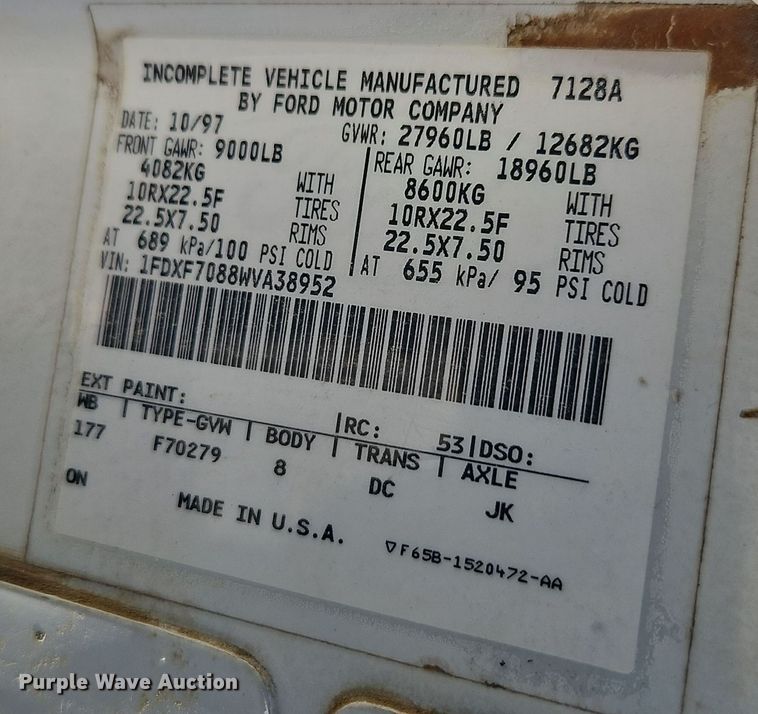 INCOMPLETE VEHICLE MANUFACTURED 7128A
BY FORD MOTOR COMPANY
DATE: 10/97 GVWR: 27960LB / 12682KG
FRONT GAWR: 9000LB REAR GAWR: 18960LB
4082KG WITH 8600KG WITH
10RX22.5F TIRES 10RX22.5F TIRES
22.5X7.50 RIMS 22.5X7.50 RIMS
AT 689 kPa/100 PSI COLD AT 655 kPa/ 95 PSI COLD
VIN: 1FDXF7088WVA38952
EXT PAINT: RC: 53 DSO:
WB TYPE-GVW BODY TRANS AXLE
177 F70279 8 DC JK
ON
MADE IN U.S.A. F65B-1520472-AA
Purple Wave Auction